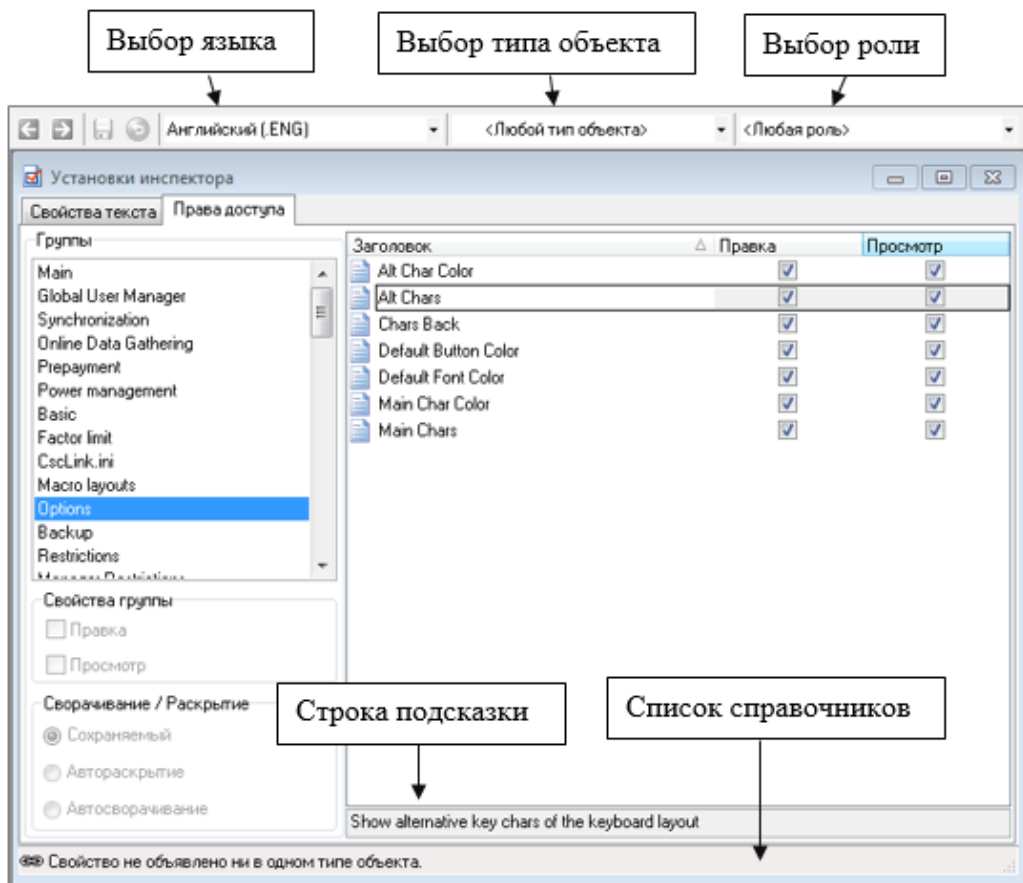 Выбор языка
Выбор типа объекта
Выбор роли
Английский (.ENG)
<Любой тип объекта>
<Любая роль>
Установки инспектора
Свойства текста
Права доступа
Группы
Main
Global User Manager
Synchronization
Online Data Gathering
Prepayment
Power management
Basic
Factor limit
CscLink.ini
Macro layouts
Options
Backup
Restrictions
Заголовок
Правка
Просмотр
Alt Char Color
Alt Chars
Chars Back
Default Button Color
Default Font Color
Main Char Color
Main Chars
Свойства группы
Правка
Просмотр
Сворачивание / Раскрытие
Сохраняемый
Автораскрытие
Автосворачивание
Строка подсказки
Список справочников
Show alternative key chars of the keyboard layout
Свойство не объявлено ни в одном типе объекта.